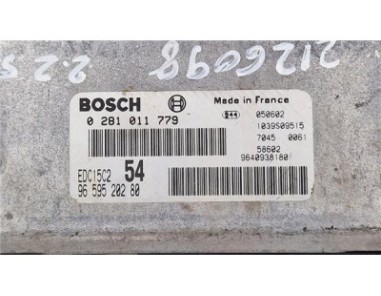 2126098
2.2
BOSCH
Made in France
0 281 011 779
050602
1039S09515
7045 0061
58602
9640938180
EDC15C2 54
96 595 202 80